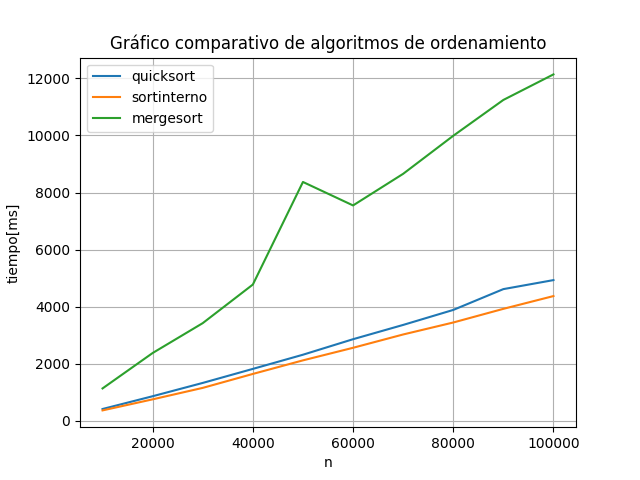 Gráfico comparativo de algoritmos de ordenamiento
quicksort
sortinterno
mergesort
12000
10000
8000
6000
4000
2000
0
tiempo[ms]
20000 40000 60000 80000 100000
n